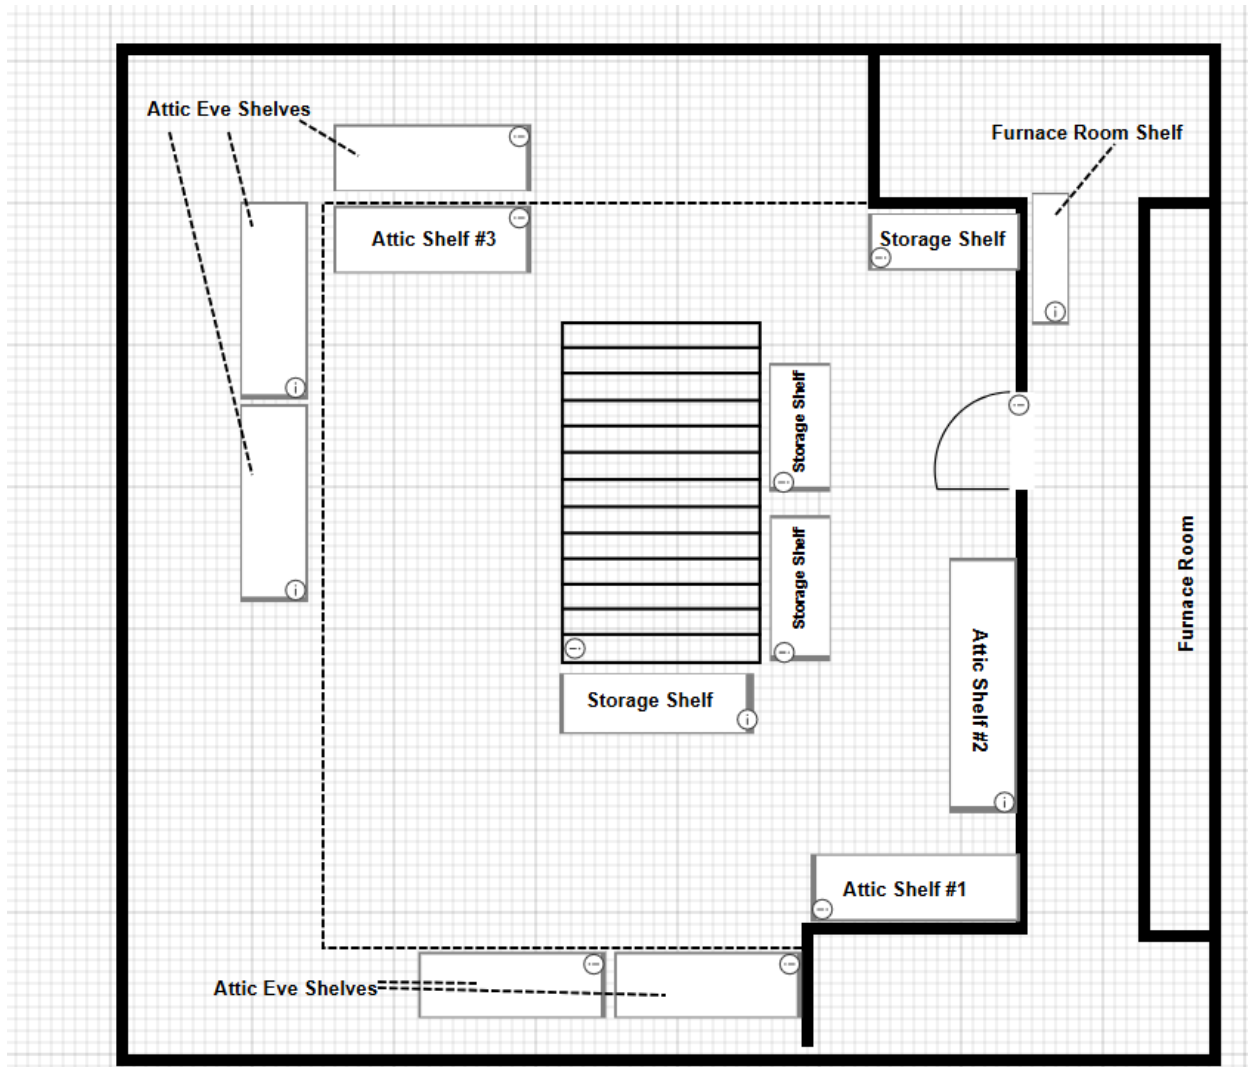 Attic Eve Shelves
Furnace Room Shelf
Attic Shelf #3
Storage Shelf
Storage Shelf
Storage Shelf
Furnace Room
Attic Shelf #2
Storage Shelf
Attic Shelf #1
Attic Eve Shelves